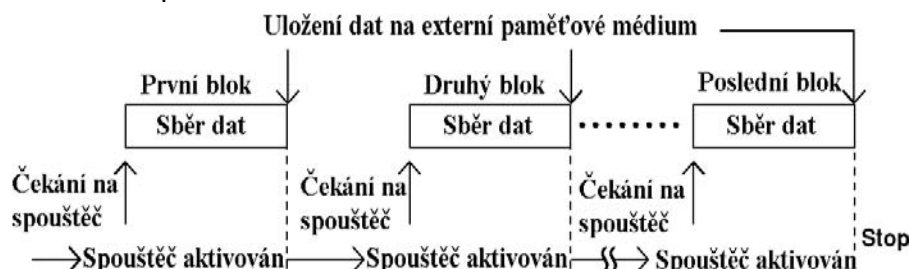 Uložení dat na externí paměťové médium
První blok
Druhý blok
Poslední blok
Sběr dat
Sběr dat
Sběr dat
Čekání na
spouštěč
Čekání na
spouštěč
Čekání na
spouštěč
Spouštěč aktivován
Spouštěč aktivován
Spouštěč aktivován
Stop